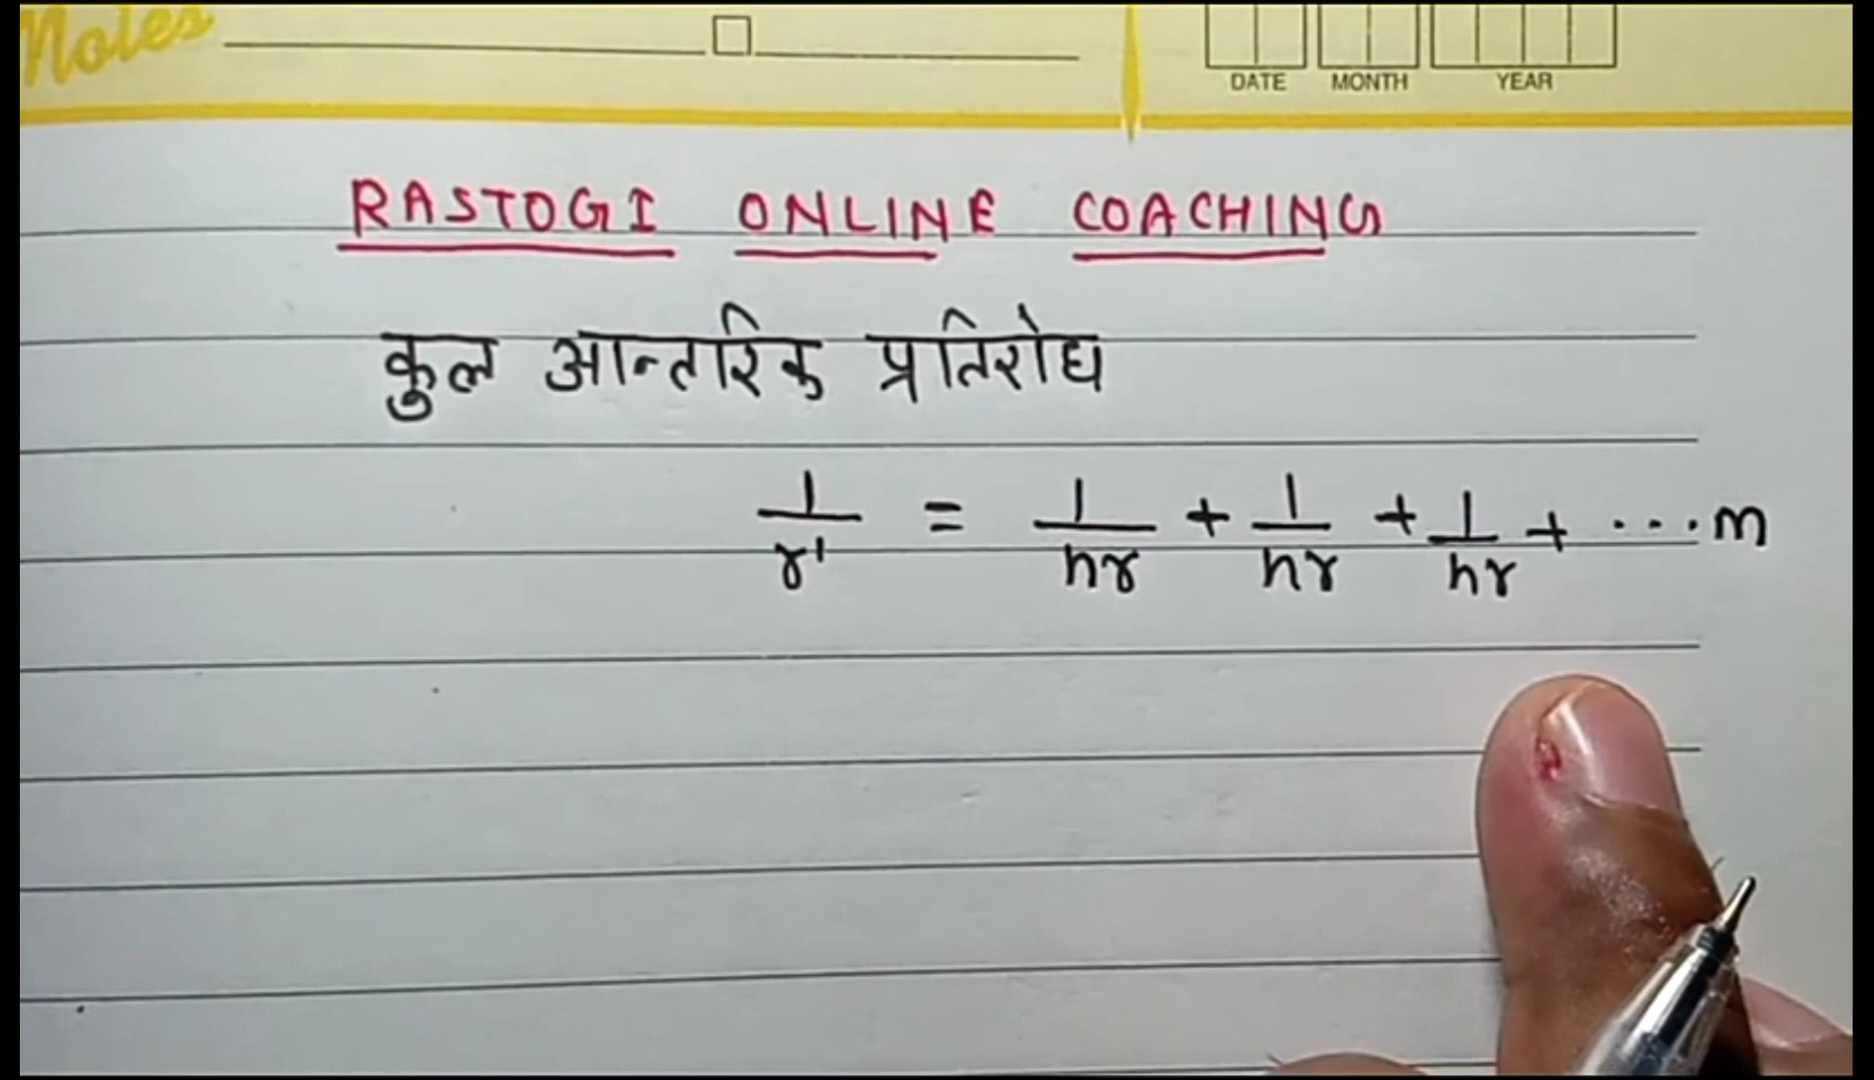 Notes
DATE MONTH YEAR
RASTOGI ONLINE COACHING
कुल आन्तरिक प्रतिरोध
1/r' = 1/nr + 1/nr + 1/nr + ... m